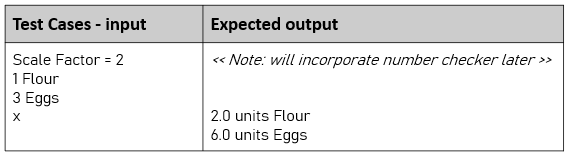 Test Cases - input
Expected output
Scale Factor = 2
1 Flour
3 Eggs
x
<< Note: will incorporate number checker later >>
2.0 units Flour
6.0 units Eggs